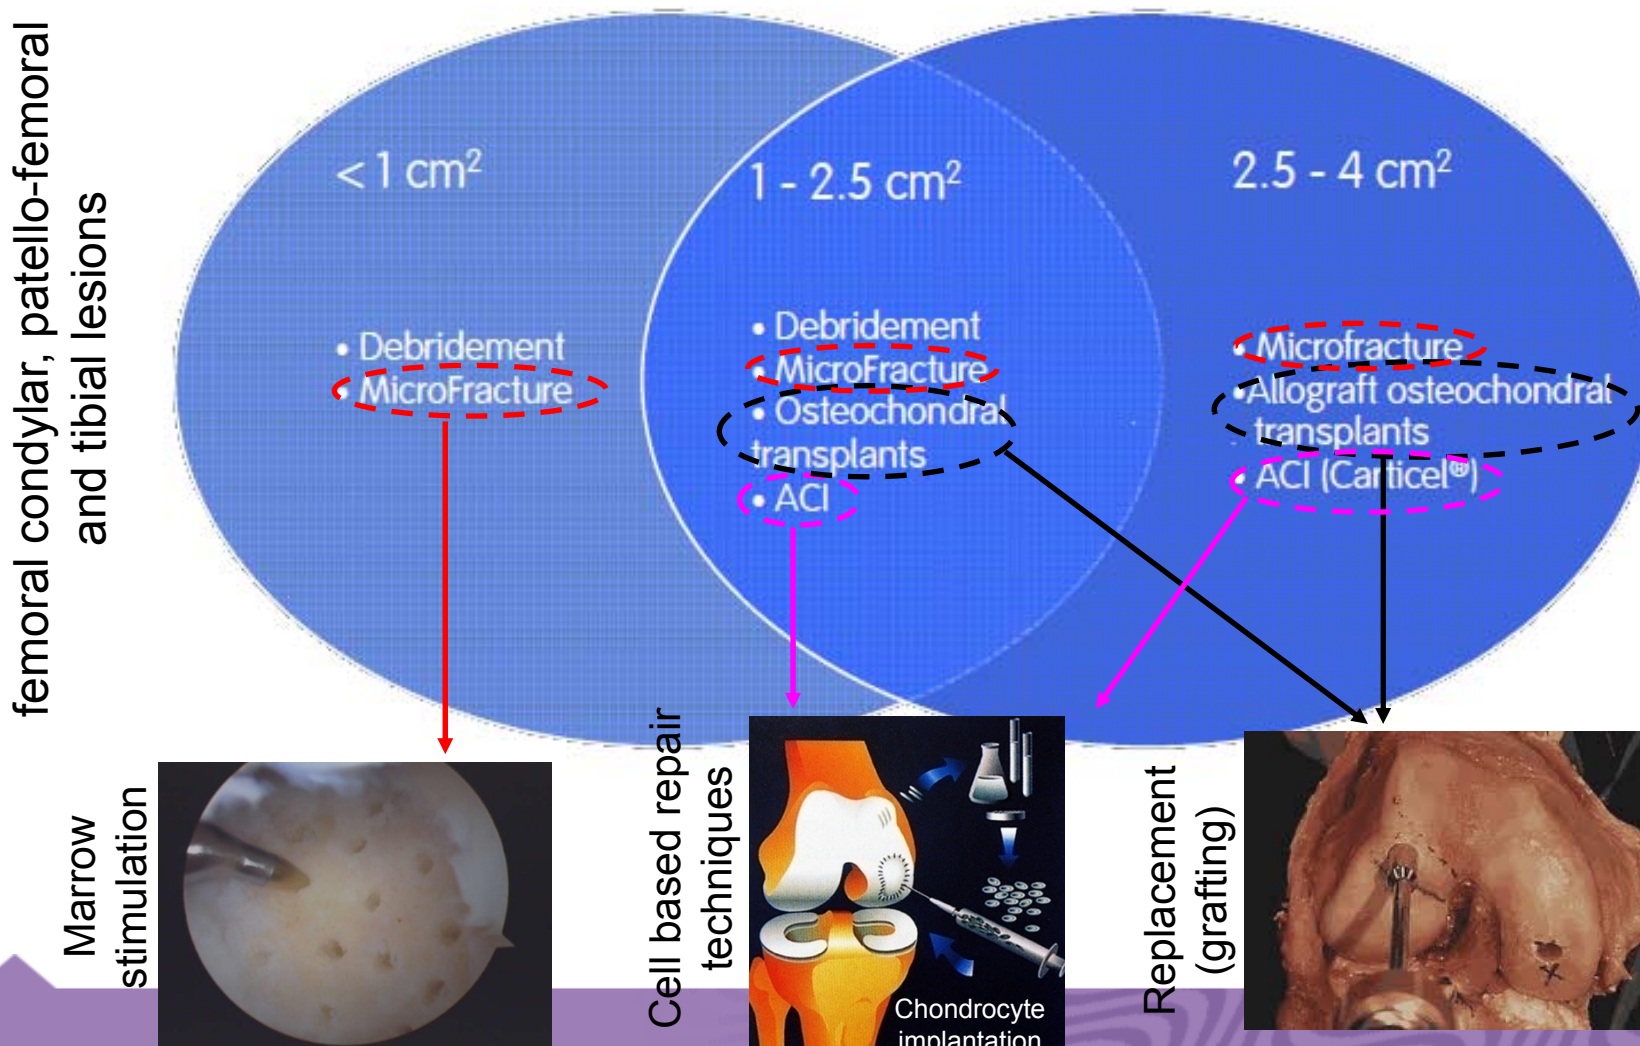 femoral condylar, patello-femoral
and tibial lesions
< 1 cm²
• Debridement
• MicroFracture
1 - 2.5 cm²
• Debridement
• MicroFracture
• Osteochondral
transplants
• ACI
2.5 - 4 cm²
• Microfracture
• Allograft osteochondral
transplants
• ACI (Carticel®)
Marrow
stimulation
Cell based repair
techniques
Chondrocyte
implantation
Replacement
(grafting)
X